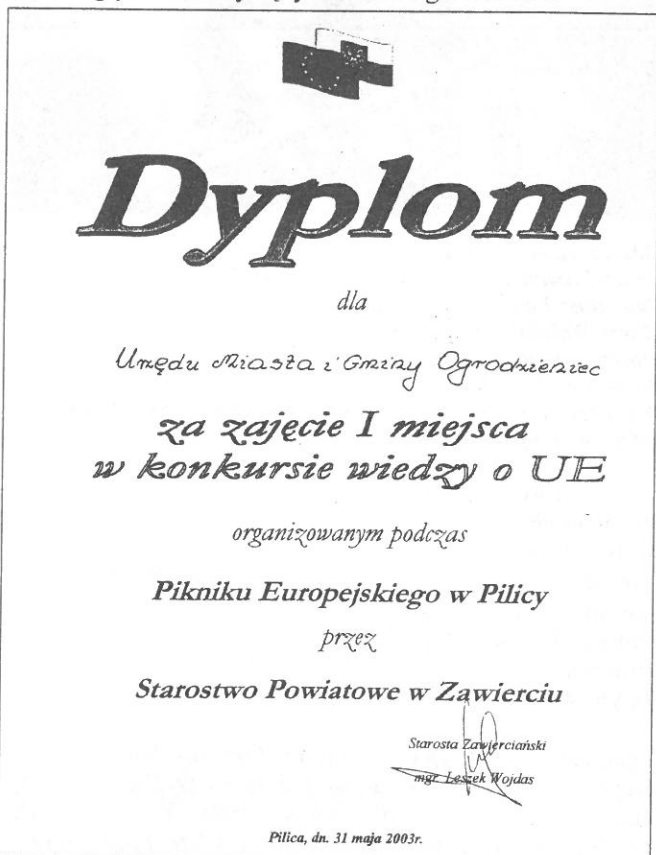 Dyplom
dla
Urzędu Miasta i Gminy Ogrodzieniec
za zajęcie I miejsca
w konkursie wiedzy o UE
organizowanym podczas
Pikniku Europejskiego w Pilicy
przez
Starostwo Powiatowe w Zawierciu
Starosta Zawierciański
mgr Leszek Wojdas
Pilica, dn. 31 maja 2003r.